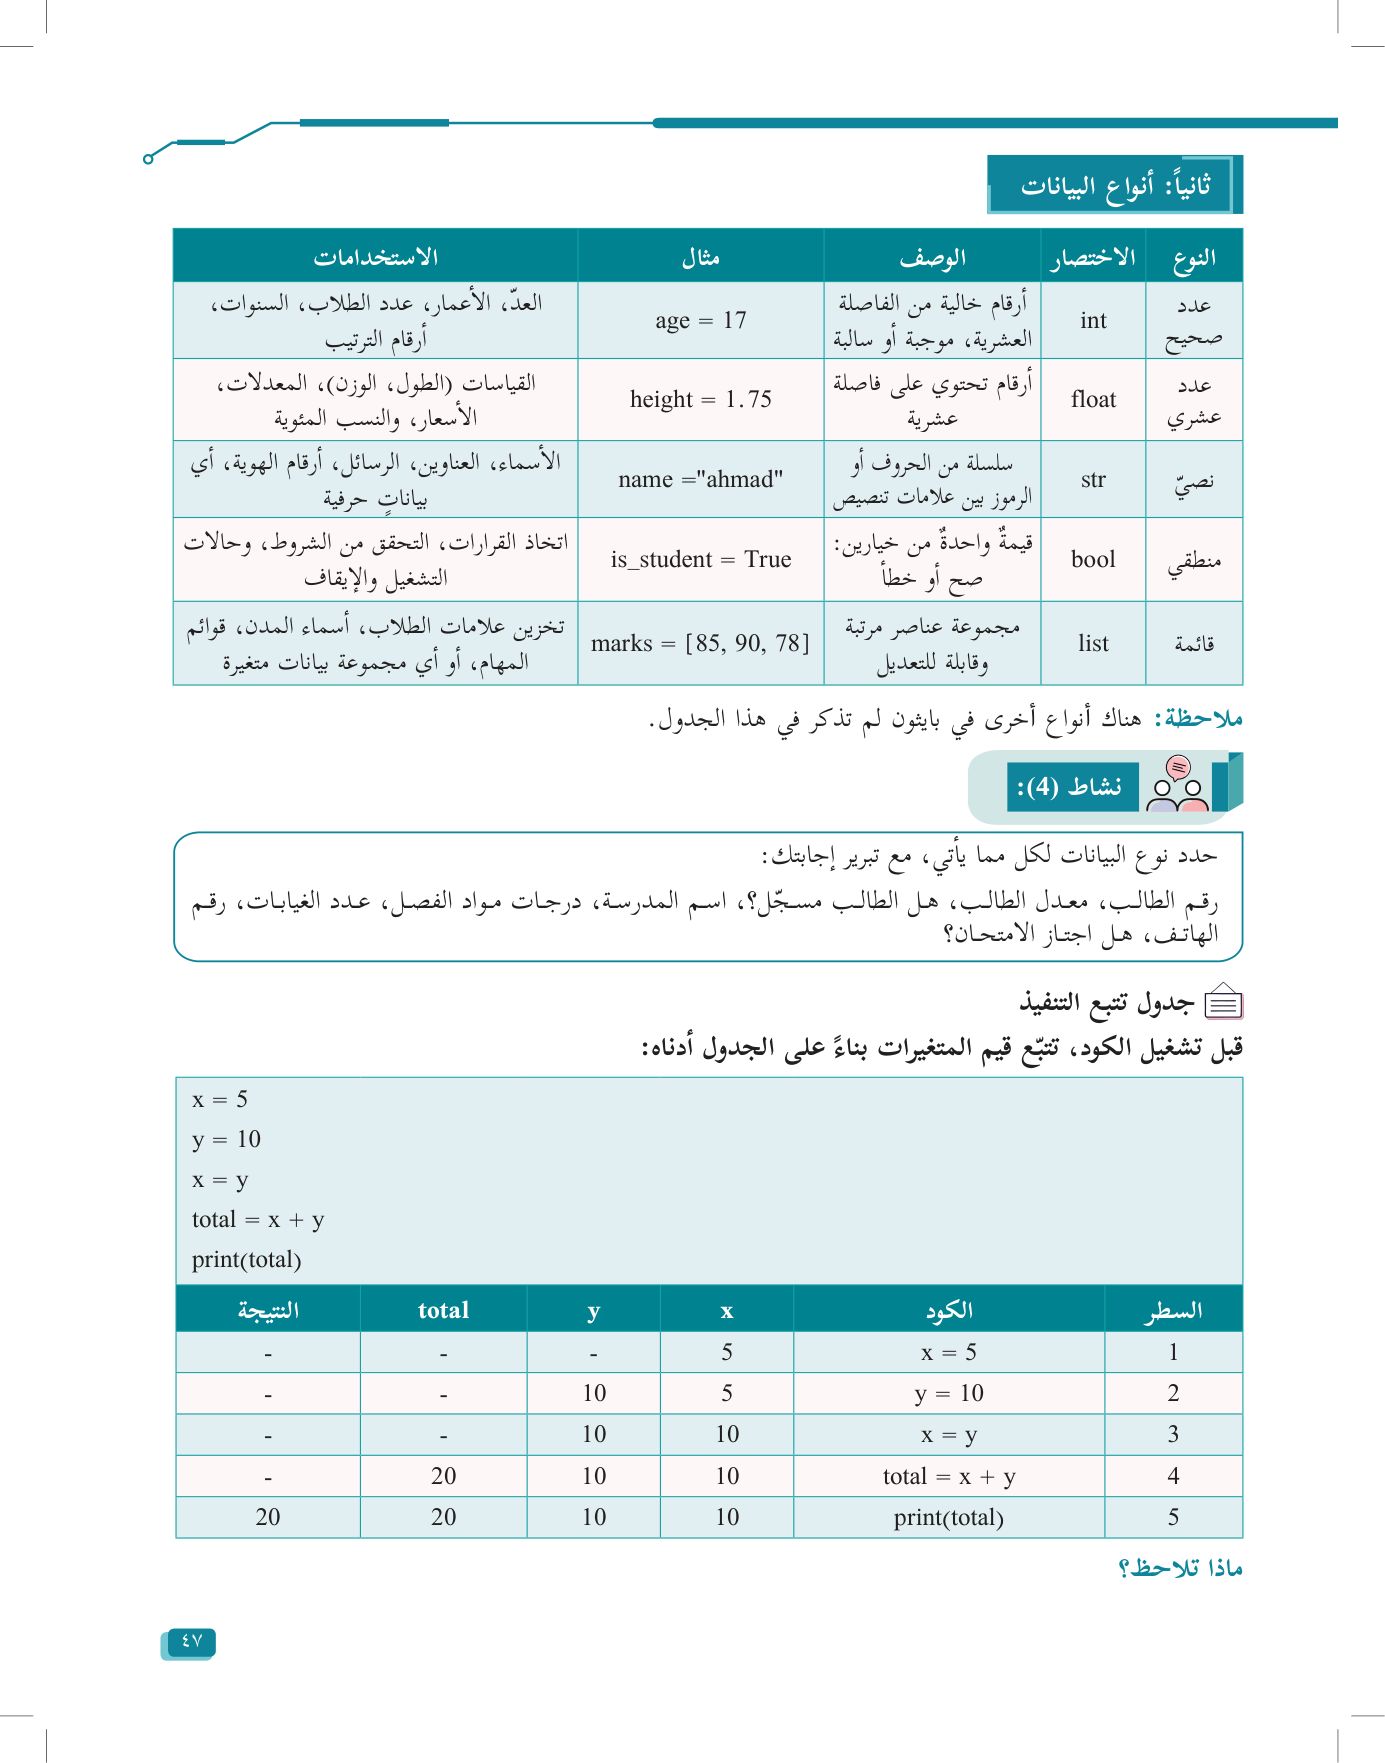 ثانياً: أنواع البيانات
النوع الاختصار الوصف مثال الاستخدامات
عدد صحيح int أرقام خالية من الفاصلة العشرية، موجبة أو سالبة age = 17 العدّ، الأعمار، عدد الطلاب، السنوات، أرقام الترتيب
عدد عشري float أرقام تحتوي على فاصلة عشرية height = 1.75 القياسات (الطول، الوزن)، المعدلات، الأسعار، والنسب المئوية
نصيّ str سلسلة من الحروف أو الرموز بين علامات تنصيص name ="ahmad" الأسماء، العناوين، الرسائل، أرقام الهوية، أي بياناتٍ حرفية
منطقي bool قيمةٌ واحدةٌ من خيارين: صح أو خطأ is_student = True اتخاذ القرارات، التحقق من الشروط، وحالات التشغيل والإيقاف
قائمة list مجموعة عناصر مرتبة وقابلة للتعديل marks = [85, 90, 78] تخزين علامات الطلاب، أسماء المدن، قوائم المهام، أو أي مجموعة بيانات متغيرة
ملاحظة: هناك أنواع أخرى في بايثون لم تذكر في هذا الجدول.
نشاط (4):
حدد نوع البيانات لكل مما يأتي، مع تبرير إجابتك:
رقم الطالب، معدل الطالب، هل الطالب مسجّل؟، اسم المدرسة، درجات مواد الفصل، عدد الغيابات، رقم
الهاتف، هل اجتاز الامتحان؟
جدول تتبع التنفيذ
قبل تشغيل الكود، تتبّع قيم المتغيرات بناءً على الجدول أدناه:
x = 5
y = 10
x = y
total = x + y
print(total)
السطر الكود x y total النتيجة
1 x = 5 5 - - -
2 y = 10 5 10 - -
3 x = y 10 10 - -
4 total = x + y 10 10 20 -
5 print(total) 10 10 20 20
ماذا تلاحظ؟
٤٧